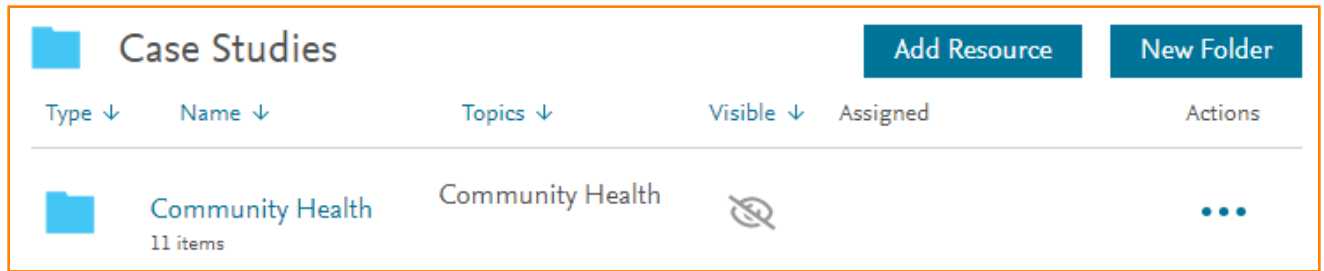 Case Studies
Add Resource
New Folder
Type ↓ Name ↓ Topics ↓ Visible ↓ Assigned Actions
Community Health Community Health
11 items